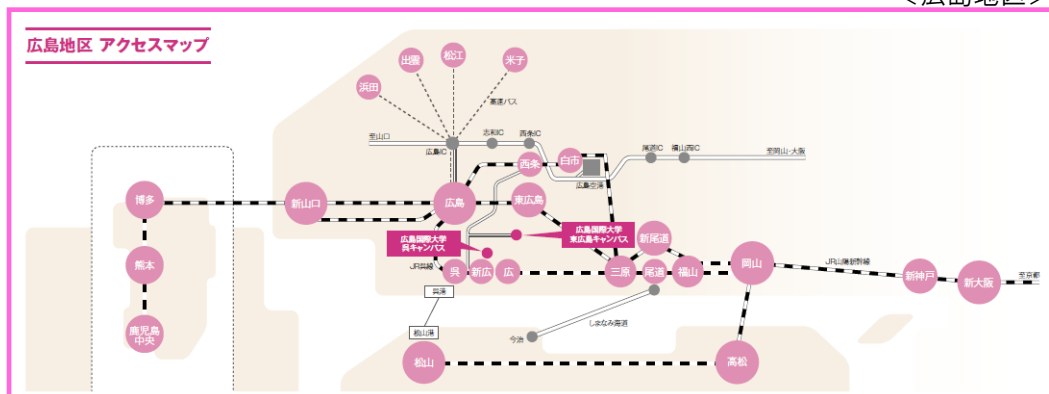 <広島地区>
広島地区 アクセスマップ
浜田
出雲
松江
米子
高速バス
至山口
広島IC
志和IC
西条IC
尾道IC
福山西IC
至岡山・大阪
西条
白市
広島空港
博多
新山口
広島
東広島
広島国際大学
呉キャンパス
広島国際大学
東広島キャンパス
新尾道
JR呉線
呉
新広
広
三原
尾道
福山
岡山
JR山陽新幹線
新神戸
新大阪
至京都
熊本
鹿児島
中央
呉港
松山港
今治
しまなみ海道
松山
高松